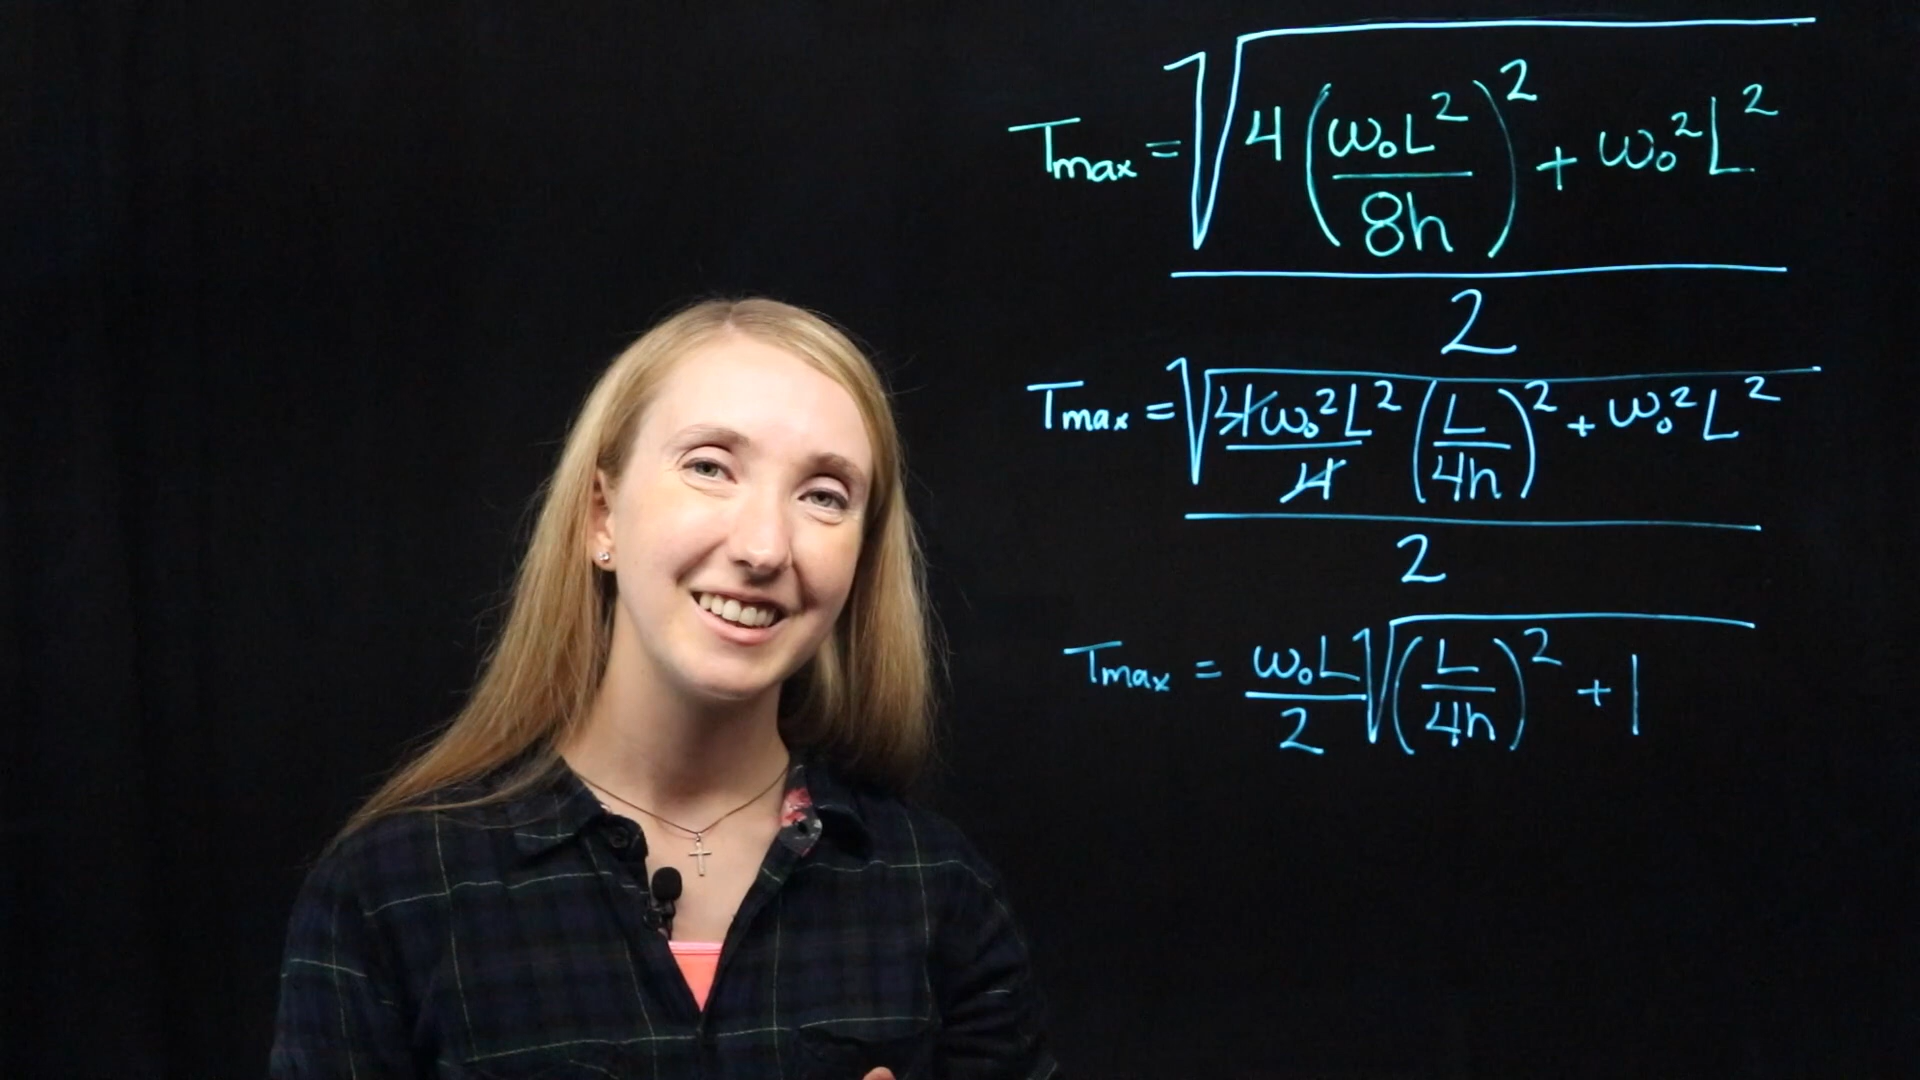 Tmax = √(4(ω₀L²/8h)² + ω₀²L²) / 2
Tmax = √(4ω₀²L²/4 (L/4h)² + ω₀²L²) / 2
Tmax = ω₀L/2 √((L/4h)² + 1)